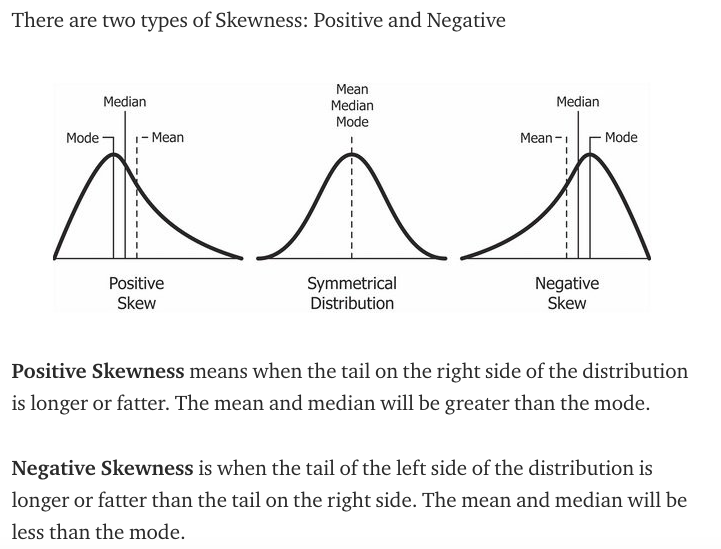 There are two types of Skewness: Positive and Negative
Median
Mode
Mean
Positive
Skew
Mean
Median
Mode
Symmetrical
Distribution
Median
Mean
Mode
Negative
Skew
Positive Skewness means when the tail on the right side of the distribution
is longer or fatter. The mean and median will be greater than the mode.
Negative Skewness is when the tail of the left side of the distribution is
longer or fatter than the tail on the right side. The mean and median will be
less than the mode.